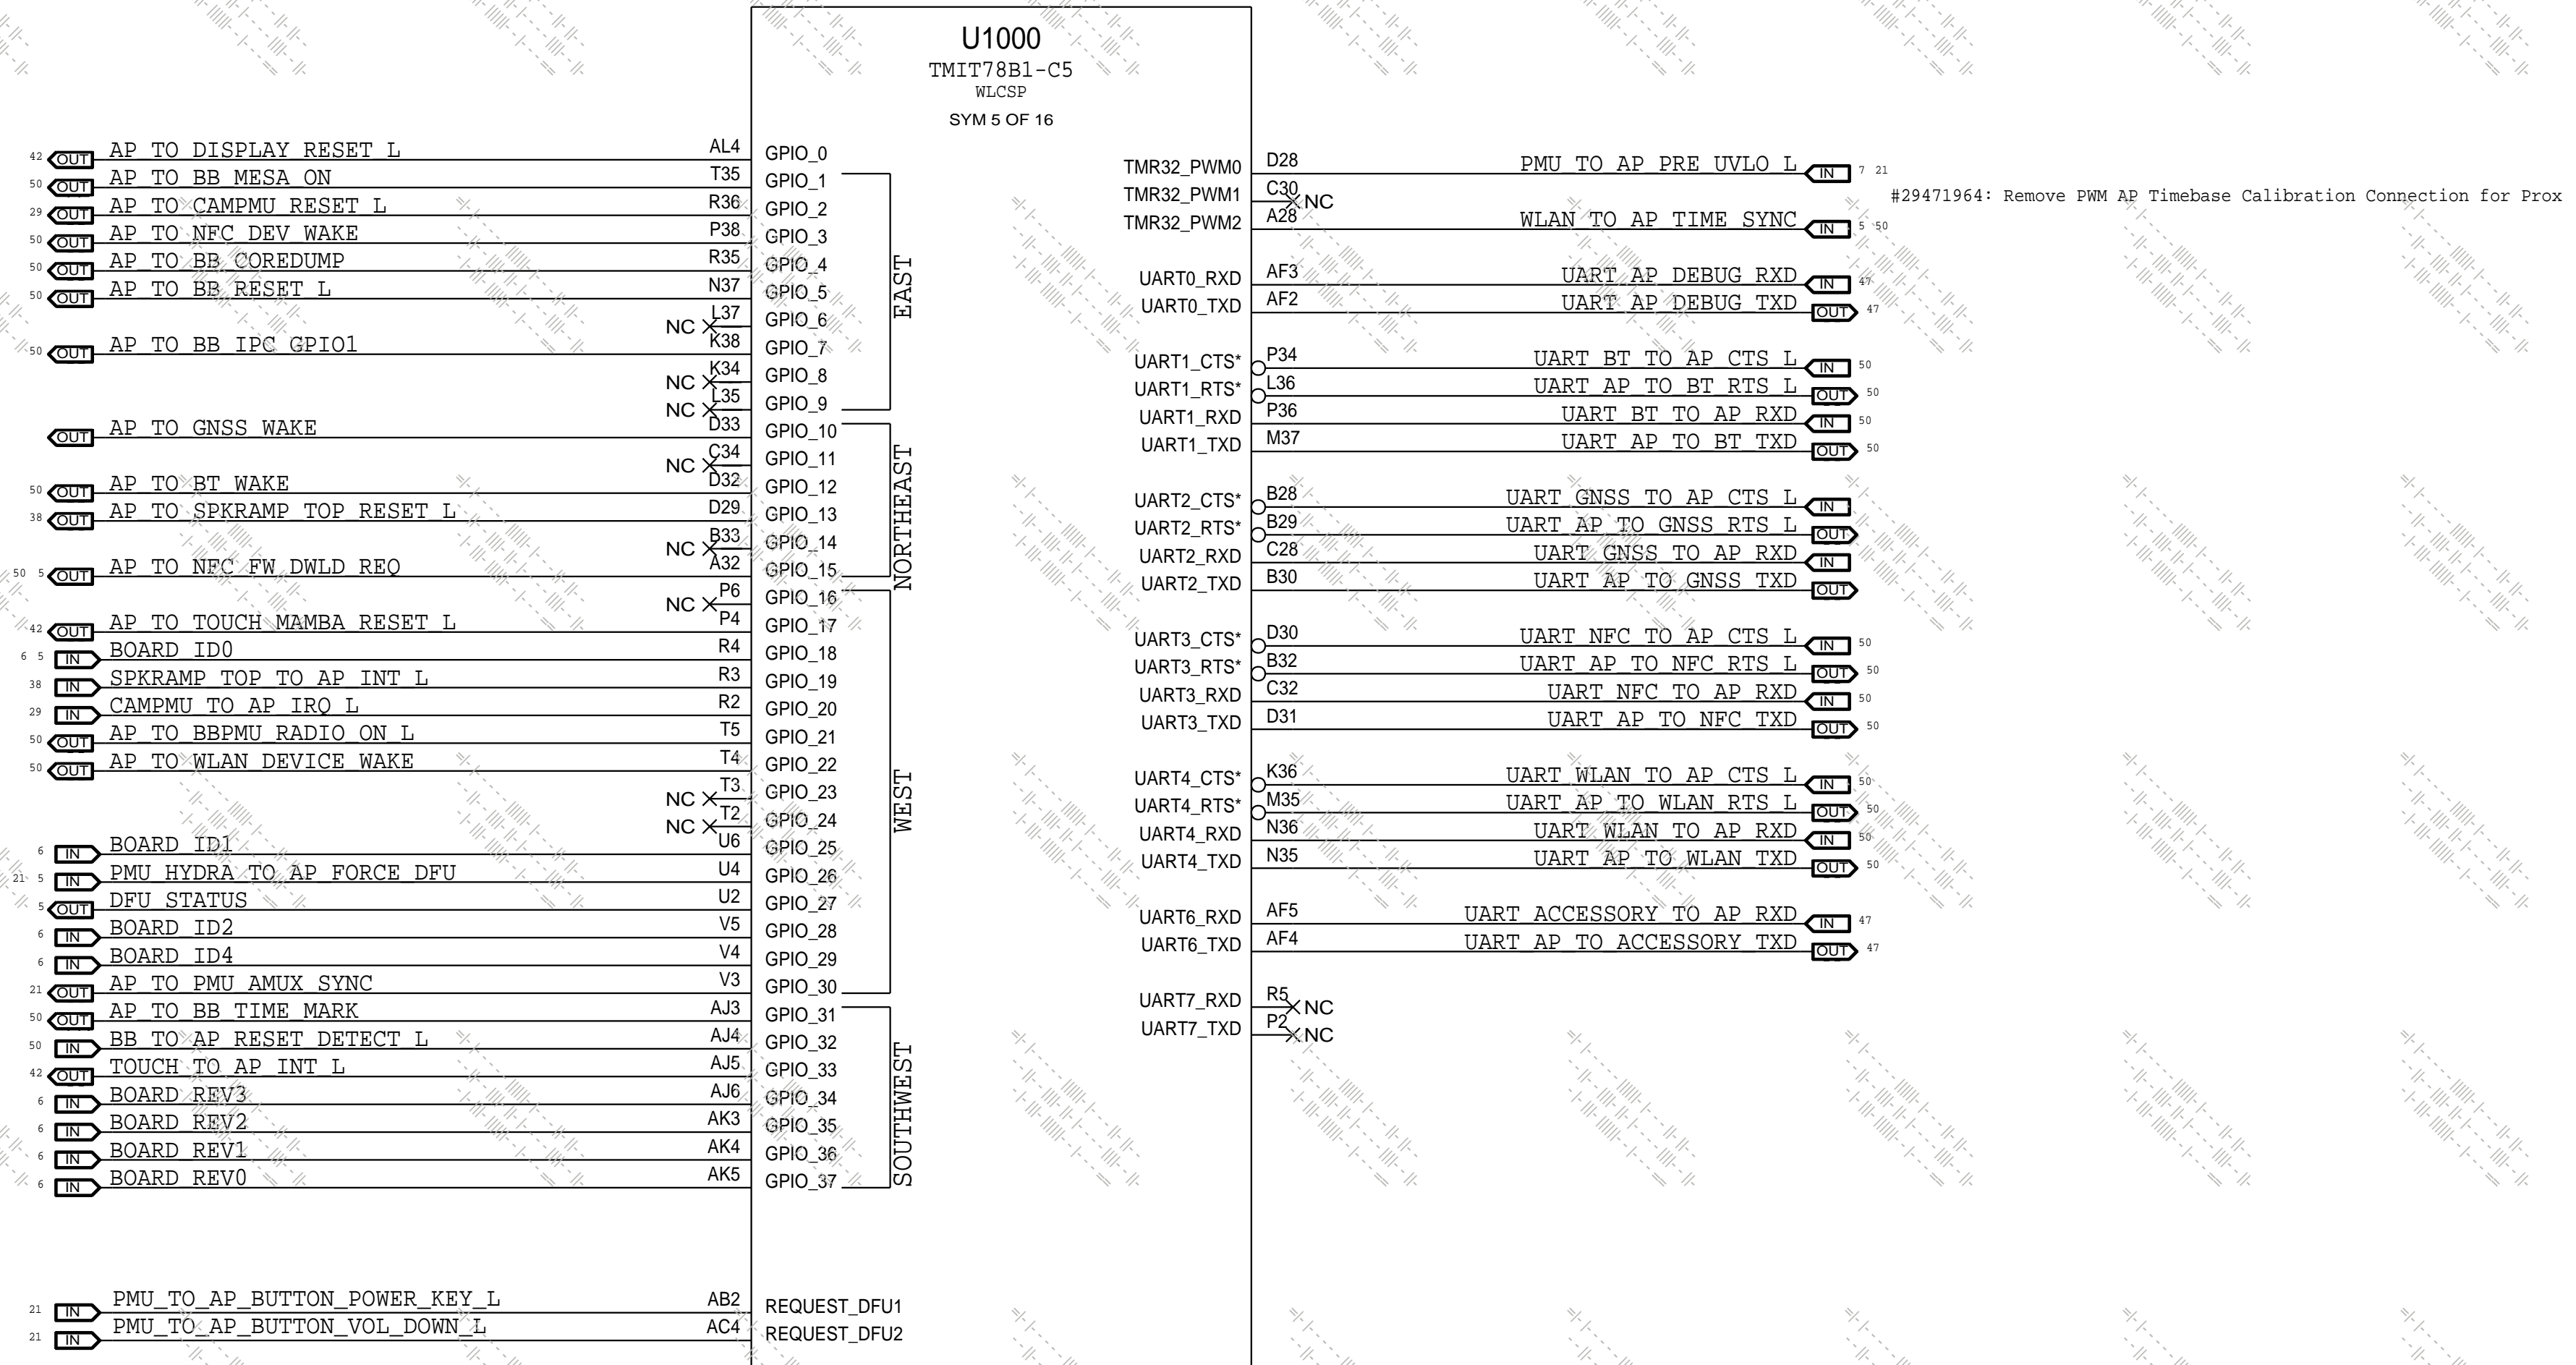 U1000
TMIT78B1-C5
WLCSP
SYM 5 OF 16
42 OUT AP_TO_DISPLAY_RESET_L AL4 GPIO_0
50 OUT AP_TO_BB_MESA_ON T35 GPIO_1
29 OUT AP_TO_CAMPMU_RESET_L R36 GPIO_2
50 OUT AP_TO_NFC_DEV_WAKE P38 GPIO_3
50 OUT AP_TO_BB_COREDUMP R35 GPIO_4
50 OUT AP_TO_BB_RESET_L N37 GPIO_5
NC L37 GPIO_6
50 OUT AP_TO_BB_IPC_GPIO1 K38 GPIO_7
NC K34 GPIO_8
NC L35 GPIO_9
EAST
OUT AP_TO_GNSS_WAKE D33 GPIO_10
NC C34 GPIO_11
50 OUT AP_TO_BT_WAKE D32 GPIO_12
38 OUT AP_TO_SPKRAMP_TOP_RESET_L D29 GPIO_13
NC B33 GPIO_14
50 5 OUT AP_TO_NFC_FW_DWLD_REQ A32 GPIO_15
NORTHEAST
NC P6 GPIO_16
42 OUT AP_TO_TOUCH_MAMBA_RESET_L P4 GPIO_17
6 5 IN BOARD_ID0 R4 GPIO_18
38 IN SPKRAMP_TOP_TO_AP_INT_L R3 GPIO_19
29 IN CAMPMU_TO_AP_IRQ_L R2 GPIO_20
50 OUT AP_TO_BBPMU_RADIO_ON_L T5 GPIO_21
50 OUT AP_TO_WLAN_DEVICE_WAKE T4 GPIO_22
NC T3 GPIO_23
NC T2 GPIO_24
6 IN BOARD_ID1 U6 GPIO_25
21 5 IN PMU_HYDRA_TO_AP_FORCE_DFU U4 GPIO_26
5 OUT DFU_STATUS U2 GPIO_27
6 IN BOARD_ID2 V5 GPIO_28
6 IN BOARD_ID4 V4 GPIO_29
21 OUT AP_TO_PMU_AMUX_SYNC V3 GPIO_30
WEST
50 OUT AP_TO_BB_TIME_MARK AJ3 GPIO_31
50 IN BB_TO_AP_RESET_DETECT_L AJ4 GPIO_32
42 OUT TOUCH_TO_AP_INT_L AJ5 GPIO_33
6 IN BOARD_REV3 AJ6 GPIO_34
6 IN BOARD_REV2 AK3 GPIO_35
6 IN BOARD_REV1 AK4 GPIO_36
6 IN BOARD_REV0 AK5 GPIO_37
SOUTHWEST
21 IN PMU_TO_AP_BUTTON_POWER_KEY_L AB2 REQUEST_DFU1
21 IN PMU_TO_AP_BUTTON_VOL_DOWN_L AC4 REQUEST_DFU2
TMR32_PWM0 D28 PMU_TO_AP_PRE_UVLO_L IN 7 21
TMR32_PWM1 C30 NC
#29471964: Remove PWM AP Timebase Calibration Connection for Prox
TMR32_PWM2 A28 WLAN_TO_AP_TIME_SYNC IN 5 50
UART0_RXD AF3 UART_AP_DEBUG_RXD IN 47
UART0_TXD AF2 UART_AP_DEBUG_TXD OUT 47
UART1_CTS* P34 UART_BT_TO_AP_CTS_L IN 50
UART1_RTS* L36 UART_AP_TO_BT_RTS_L OUT 50
UART1_RXD P36 UART_BT_TO_AP_RXD IN 50
UART1_TXD M37 UART_AP_TO_BT_TXD OUT 50
UART2_CTS* B28 UART_GNSS_TO_AP_CTS_L IN
UART2_RTS* B29 UART_AP_TO_GNSS_RTS_L OUT
UART2_RXD C28 UART_GNSS_TO_AP_RXD IN
UART2_TXD B30 UART_AP_TO_GNSS_TXD OUT
UART3_CTS* D30 UART_NFC_TO_AP_CTS_L IN 50
UART3_RTS* B32 UART_AP_TO_NFC_RTS_L OUT 50
UART3_RXD C32 UART_NFC_TO_AP_RXD IN 50
UART3_TXD D31 UART_AP_TO_NFC_TXD OUT 50
UART4_CTS* K36 UART_WLAN_TO_AP_CTS_L IN 50
UART4_RTS* M35 UART_AP_TO_WLAN_RTS_L OUT 50
UART4_RXD N36 UART_WLAN_TO_AP_RXD IN 50
UART4_TXD N35 UART_AP_TO_WLAN_TXD OUT 50
UART6_RXD AF5 UART_ACCESSORY_TO_AP_RXD IN 47
UART6_TXD AF4 UART_AP_TO_ACCESSORY_TXD OUT 47
UART7_RXD R5 NC
UART7_TXD P2 NC